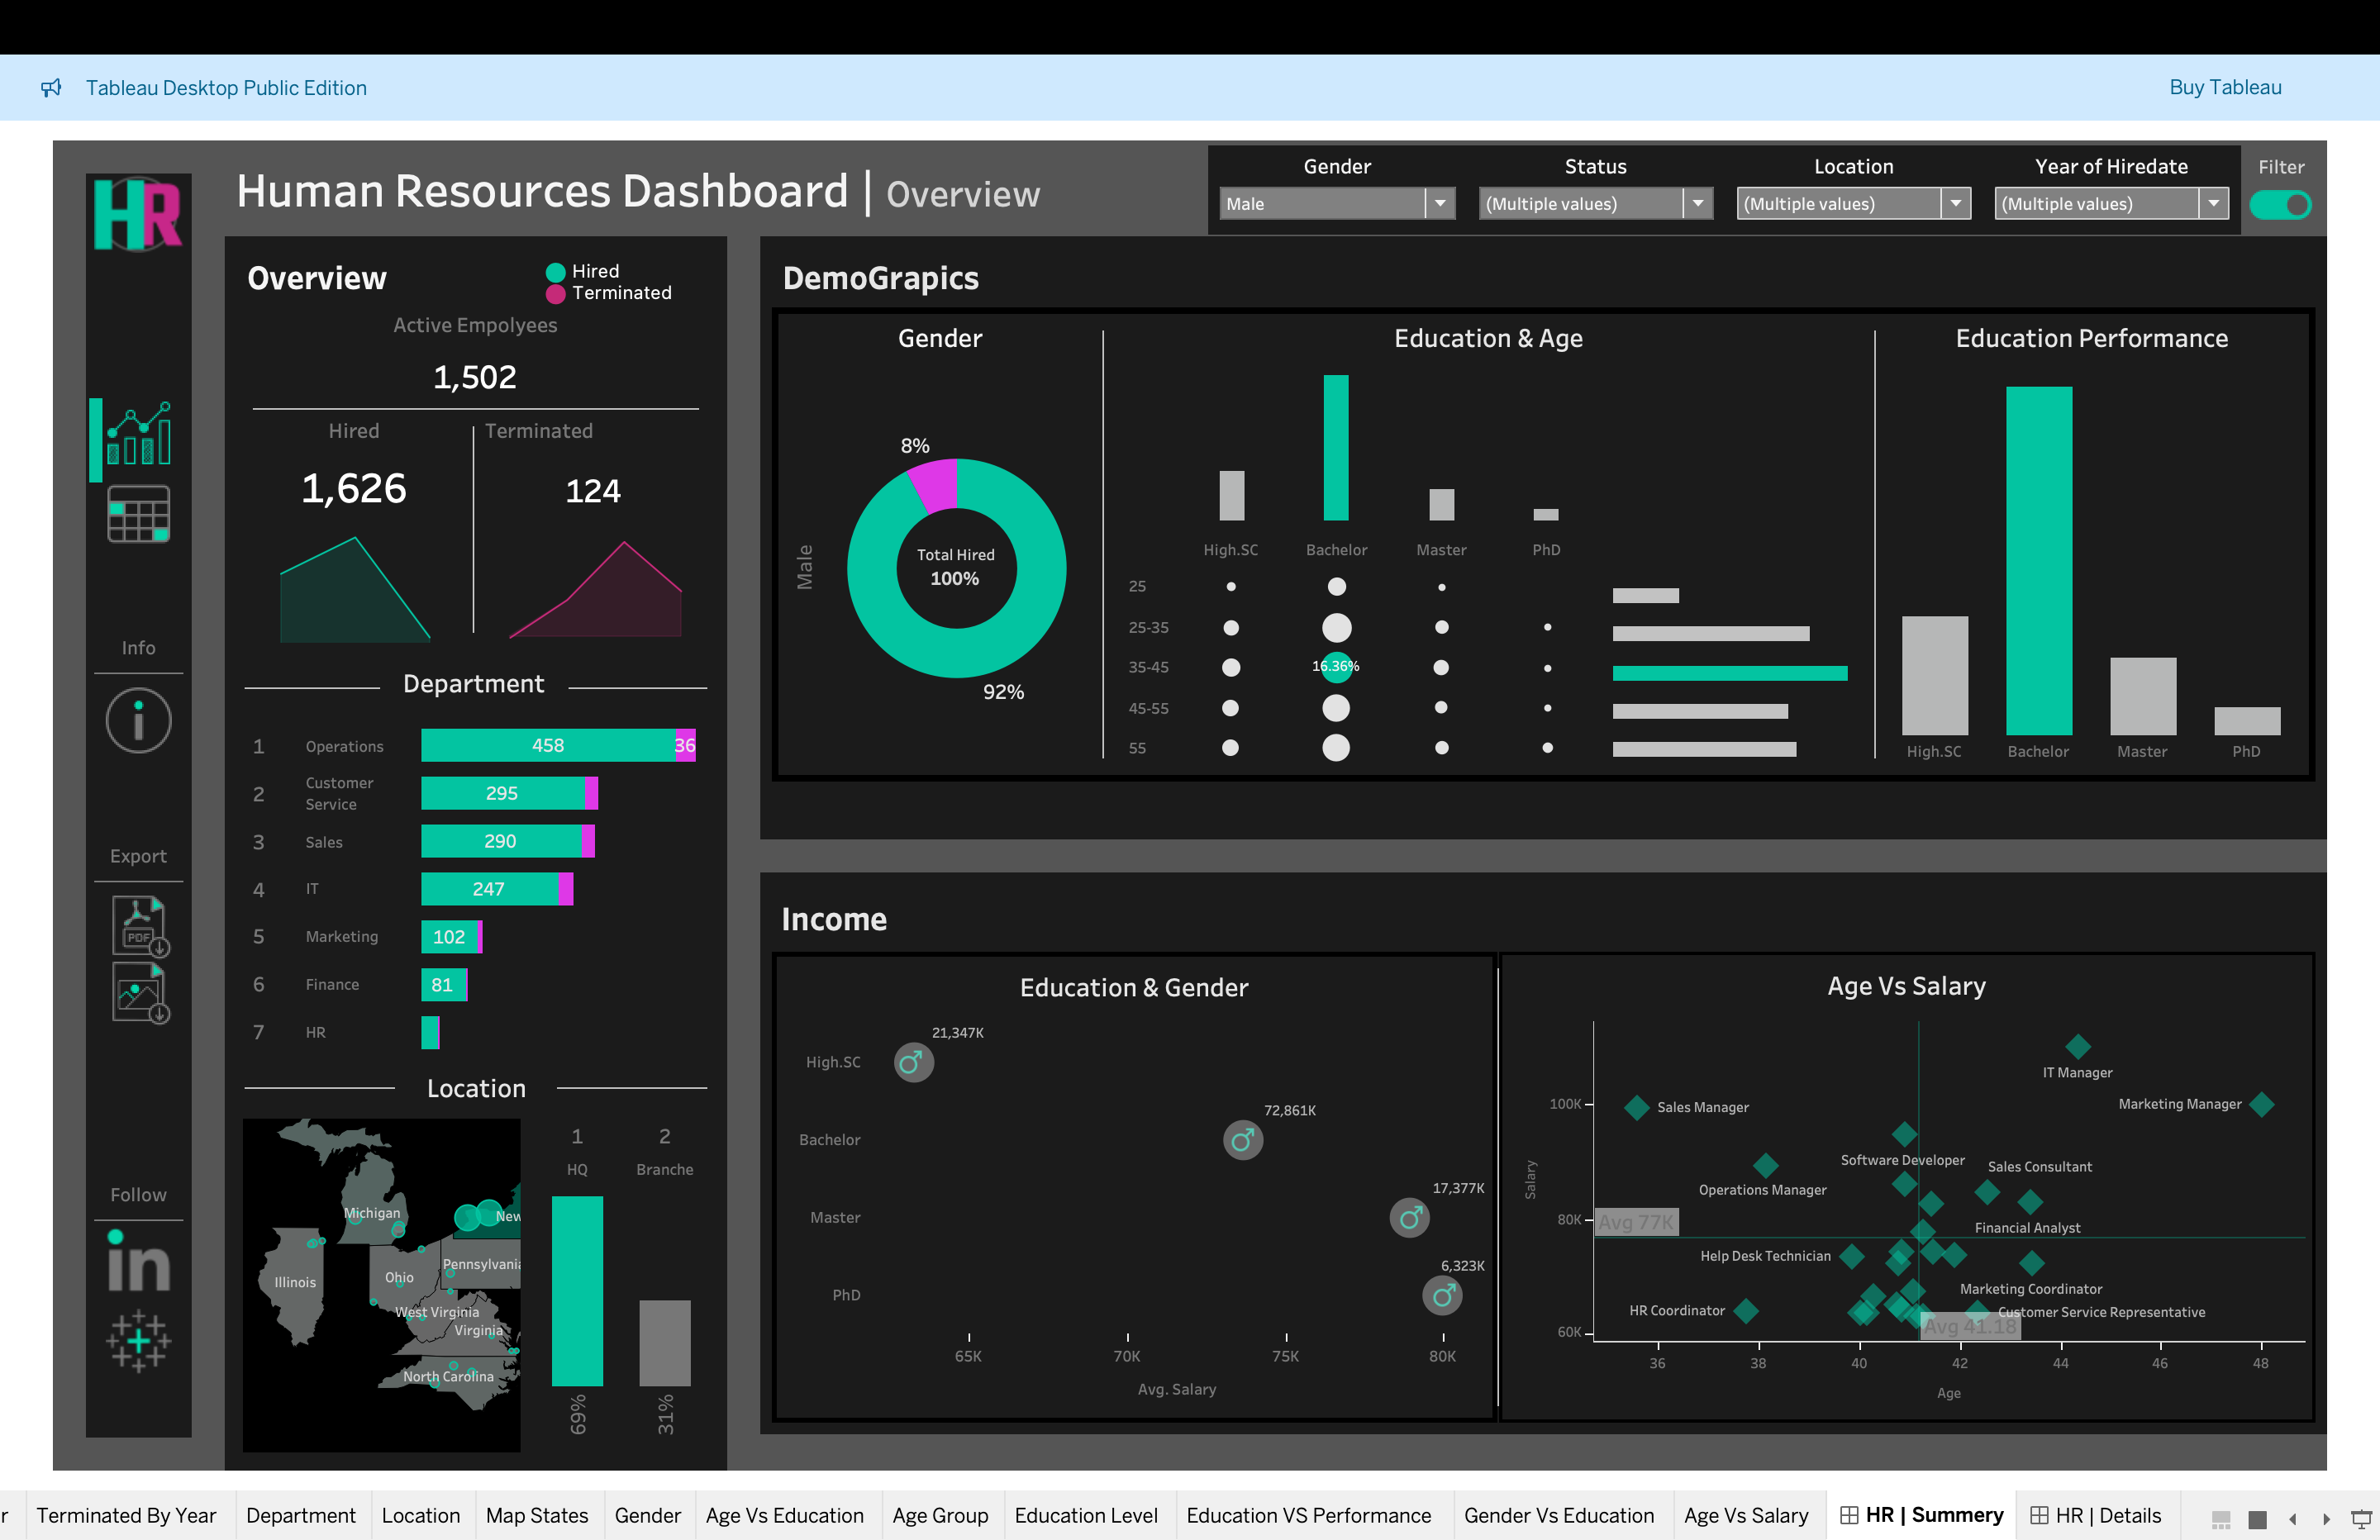 Tableau Desktop Public Edition
Buy Tableau
HR
Human Resources Dashboard | Overview
Gender
Status
Location
Year of Hiredate
Filter
Male
(Multiple values)
(Multiple values)
(Multiple values)
Overview
Hired
Terminated
Active Empolyees
1,502
Hired
Terminated
1,626
124
Department
1 Operations 458 36
2 Customer Service 295
3 Sales 290
4 IT 247
5 Marketing 102
6 Finance 81
7 HR
Location
Michigan
New
Illinois
Ohio
Pennsylvania
West Virginia
Virginia
North Carolina
1
2
HQ
Branche
69%
31%
Info
Export
PDF
Follow
in
DemoGrapics
Gender
8%
Male
Total Hired
100%
92%
Education & Age
High.SC
Bachelor
Master
PhD
25
25-35
35-45
16.36%
45-55
55
Education Performance
High.SC
Bachelor
Master
PhD
Income
Education & Gender
21,347K
High.SC
72,861K
Bachelor
17,377K
Master
6,323K
PhD
65K
70K
75K
80K
Avg. Salary
Age Vs Salary
IT Manager
100K
Sales Manager
Marketing Manager
Software Developer
Sales Consultant
Operations Manager
Salary
80K
Avg 77K
Financial Analyst
Help Desk Technician
Marketing Coordinator
HR Coordinator
Customer Service Representative
60K
Avg 41.18
36
38
40
42
44
46
48
Age
r
Terminated By Year
Department
Location
Map States
Gender
Age Vs Education
Age Group
Education Level
Education VS Performance
Gender Vs Education
Age Vs Salary
HR | Summery
HR | Details